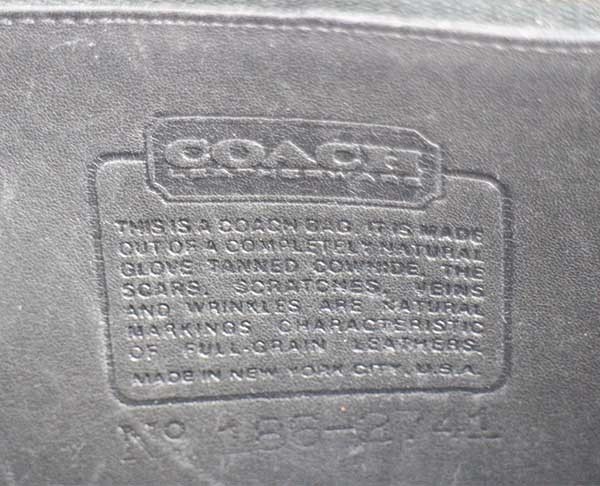 COACH
LEATHERWARE
THIS IS A COACH BAG. IT IS MADE
OUT OF A COMPLETELY NATURAL
GLOVE TANNED COWHIDE. THE
SCARS, SCRATCHES, VEINS
AND WRINKLES ARE NATURAL
MARKINGS CHARACTERISTIC
OF FULL-GRAIN LEATHERS.
MADE IN NEW YORK CITY, U.S.A.
No